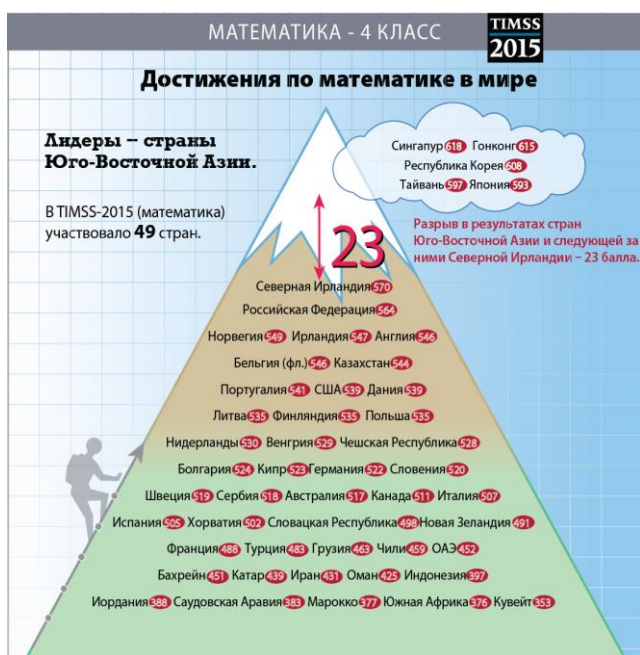 МАТЕМАТИКА - 4 КЛАСС
TIMSS
2015
Достижения по математике в мире
Лидеры – страны
Юго-Восточной Азии.
В TIMSS-2015 (математика)
участвовало 49 стран.
Сингапур 618 Гонконг 615
Республика Корея 608
Тайвань 597 Япония 593
23
Разрыв в результатах стран
Юго-Восточной Азии и следующей за
ними Северной Ирландии – 23 балла.
Северная Ирландия 570
Российская Федерация 564
Норвегия 549 Ирландия 547 Англия 546
Бельгия (фл.) 546 Казахстан 544
Португалия 541 США 539 Дания 539
Литва 535 Финляндия 535 Польша 535
Нидерланды 530 Венгрия 529 Чешская Республика 528
Болгария 524 Кипр 523 Германия 522 Словения 520
Швеция 519 Сербия 518 Австралия 517 Канада 511 Италия 507
Испания 505 Хорватия 502 Словацкая Республика 498 Новая Зеландия 491
Франция 488 Турция 483 Грузия 463 Чили 459 ОАЭ 452
Бахрейн 451 Катар 439 Иран 431 Оман 425 Индонезия 397
Иордания 388 Саудовская Аравия 383 Марокко 377 Южная Африка 376 Кувейт 353